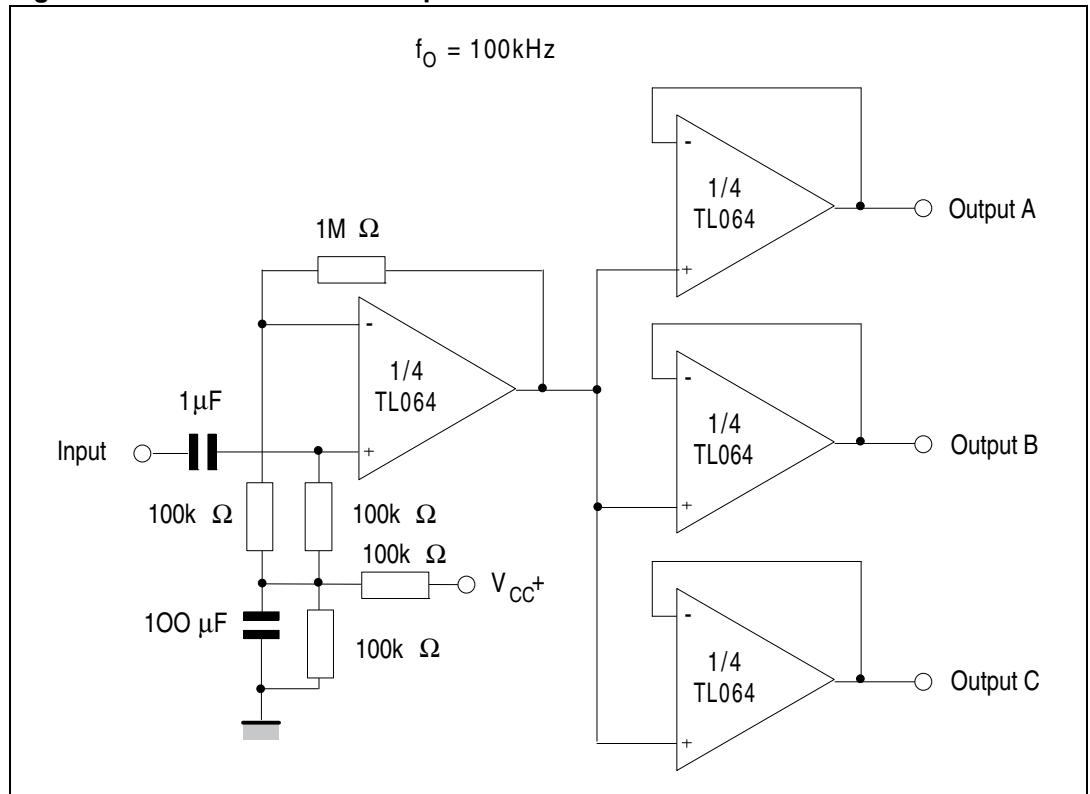 f_O = 100kHz
-
1/4
TL064
+
Output A
1M Ω
-
1/4
TL064
+
1μF
Input
-
1/4
TL064
+
Output B
100k Ω
100k Ω
100k Ω
V_CC+
100 μF
100k Ω
-
1/4
TL064
+
Output C